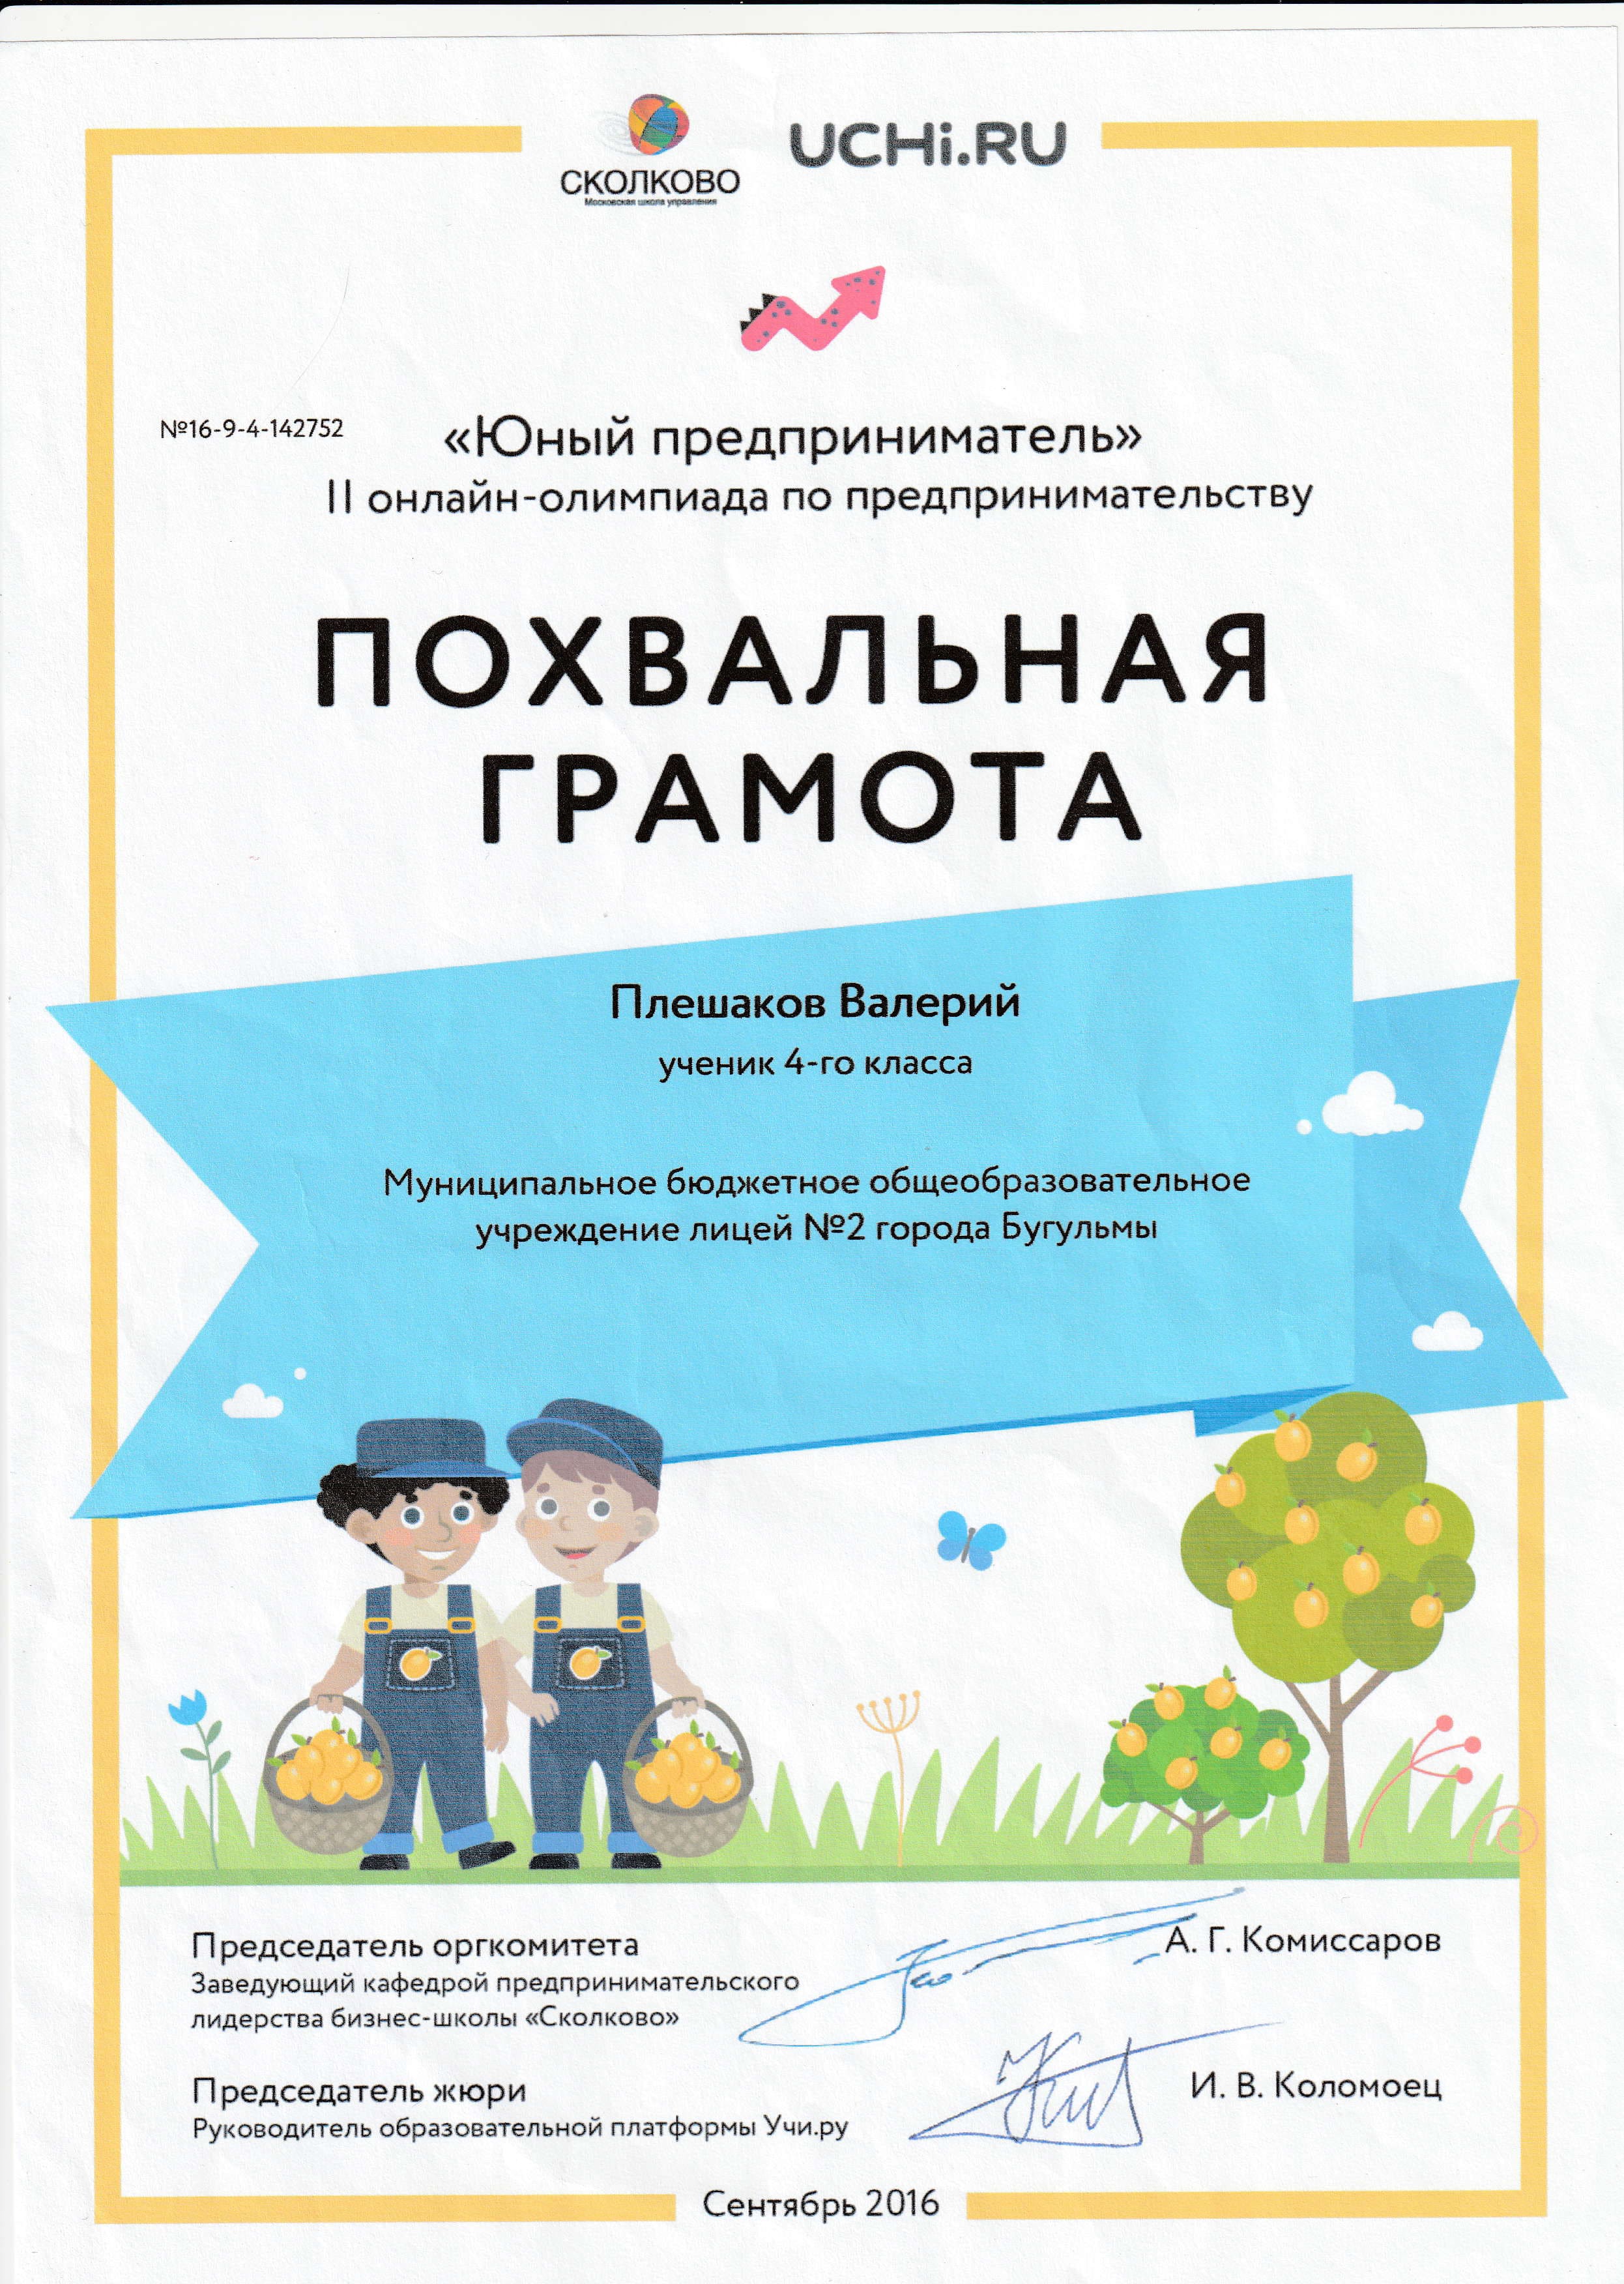 СКОЛКОВО
Московская школа управления
UCHi.RU
№16-9-4-142752
«Юный предприниматель»
II онлайн-олимпиада по предпринимательству
ПОХВАЛЬНАЯ
ГРАМОТА
Плешаков Валерий
ученик 4-го класса
Муниципальное бюджетное общеобразовательное
учреждение лицей №2 города Бугульмы
Председатель оргкомитета
Заведующий кафедрой предпринимательского
лидерства бизнес-школы «Сколково»
А. Г. Комиссаров
Председатель жюри
Руководитель образовательной платформы Учи.ру
И. В. Коломоец
Сентябрь 2016